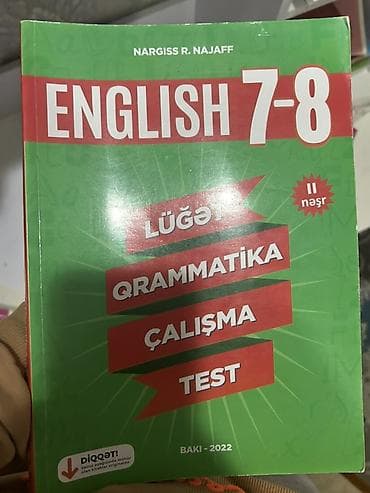 NARGISS R. NAJAFF
ENGLISH 7-8
II
nəşr
LÜĞƏT
QRAMMATİKA
ÇALIŞMA
TEST
BAKI - 2022
DİQQƏT!